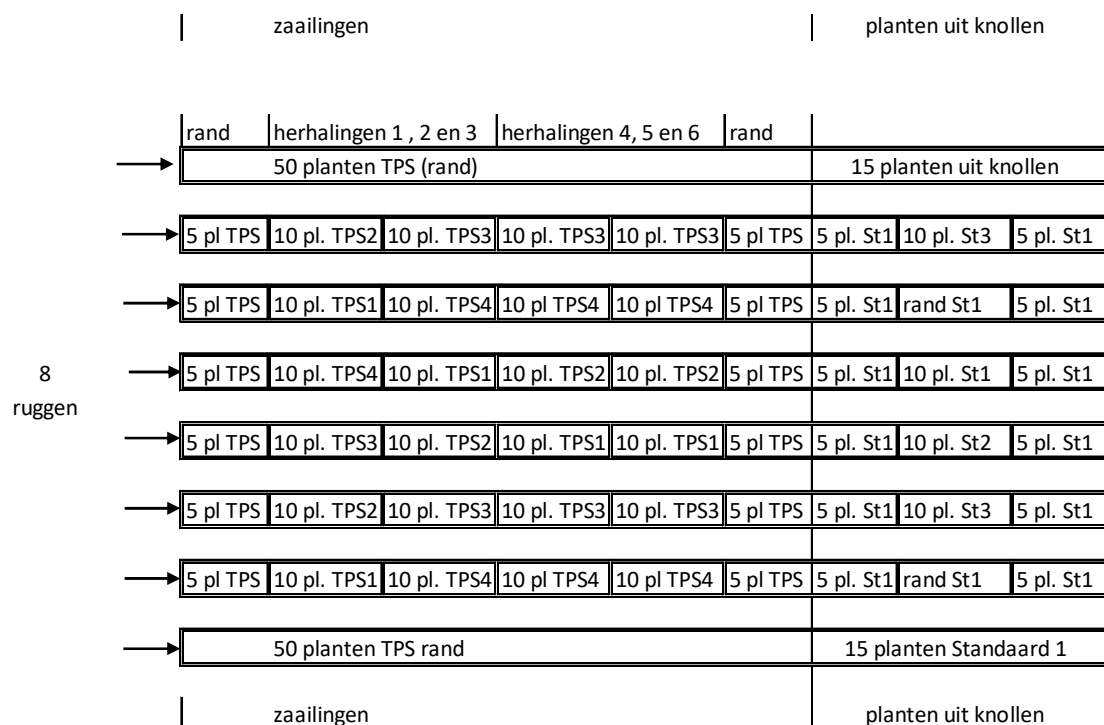 zaailingen planten uit knollen
rand herhalingen 1 , 2 en 3 herhalingen 4, 5 en 6 rand
50 planten TPS (rand) 15 planten uit knollen
5 pl TPS 10 pl. TPS2 10 pl. TPS3 10 pl. TPS3 10 pl. TPS3 5 pl TPS 5 pl. St1 10 pl. St3 5 pl. St1
5 pl TPS 10 pl. TPS1 10 pl. TPS4 10 pl TPS4 10 pl TPS4 5 pl TPS 5 pl. St1 rand St1 5 pl. St1
8
5 pl TPS 10 pl. TPS4 10 pl. TPS1 10 pl. TPS2 10 pl. TPS2 5 pl TPS 5 pl. St1 10 pl. St1 5 pl. St1
ruggen
5 pl TPS 10 pl. TPS3 10 pl. TPS2 10 pl. TPS1 10 pl. TPS1 5 pl TPS 5 pl. St1 10 pl. St2 5 pl. St1
5 pl TPS 10 pl. TPS2 10 pl. TPS3 10 pl. TPS3 10 pl. TPS3 5 pl TPS 5 pl. St1 10 pl. St3 5 pl. St1
5 pl TPS 10 pl. TPS1 10 pl. TPS4 10 pl TPS4 10 pl TPS4 5 pl TPS 5 pl. St1 rand St1 5 pl. St1
50 planten TPS rand 15 planten Standaard 1
zaailingen planten uit knollen